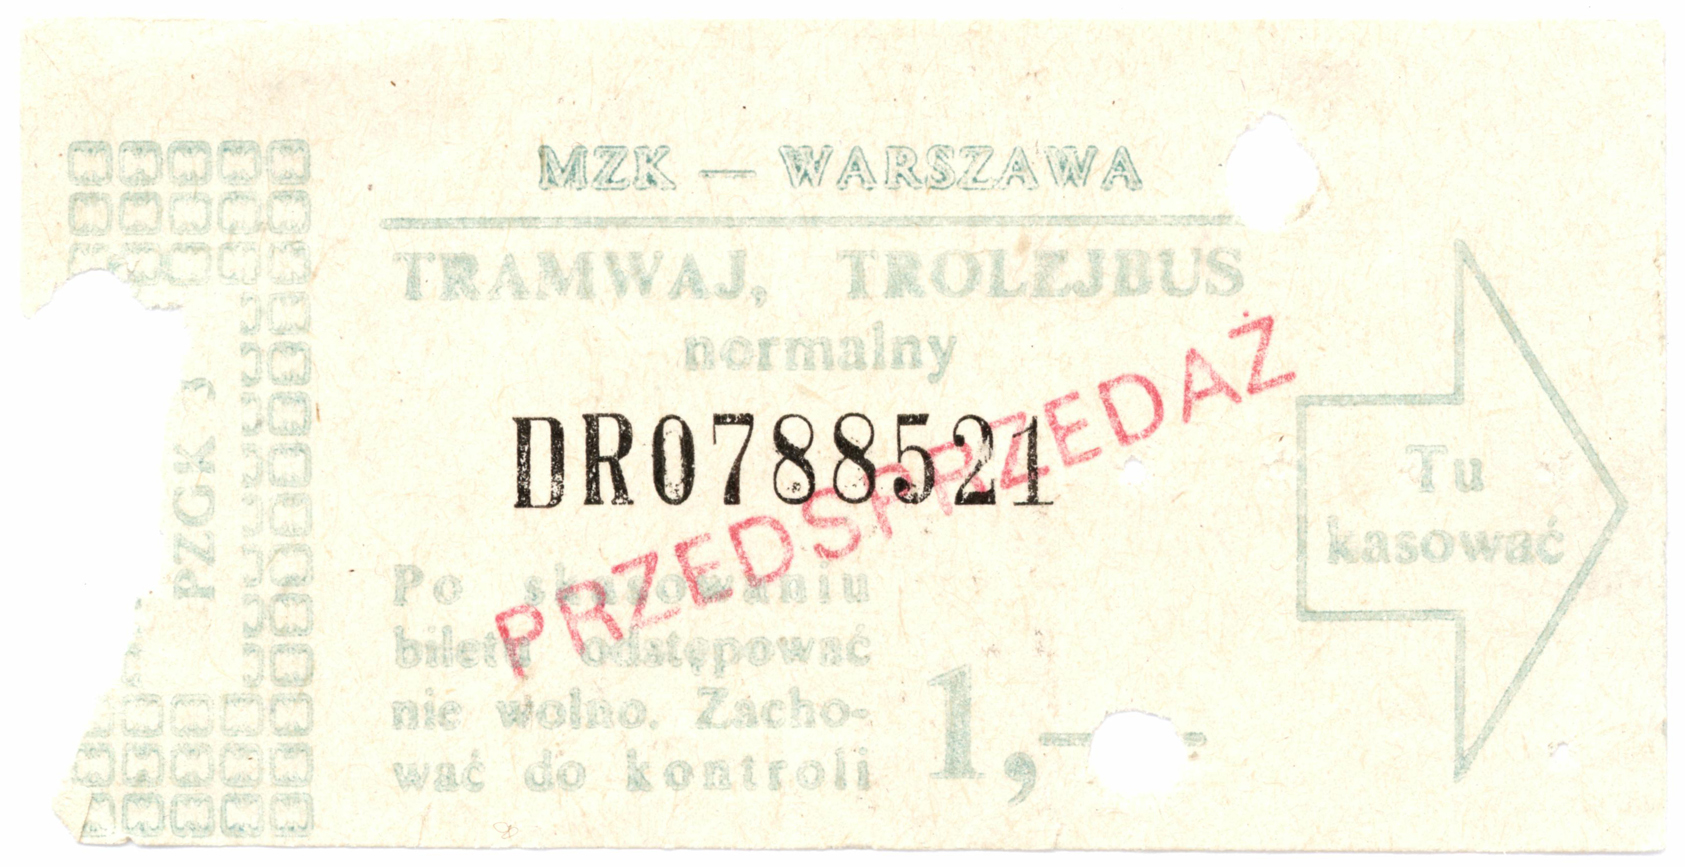 MZK — WARSZAWA
TRAMWAJ, TROLEJBUS
normalny
DR0788521
PRZEDSPRZEDAŻ
Po skasowaniu
biletu odstępować
nie wolno. Zacho-
wać do kontroli
1,—
Tu
kasować
PZGK 3